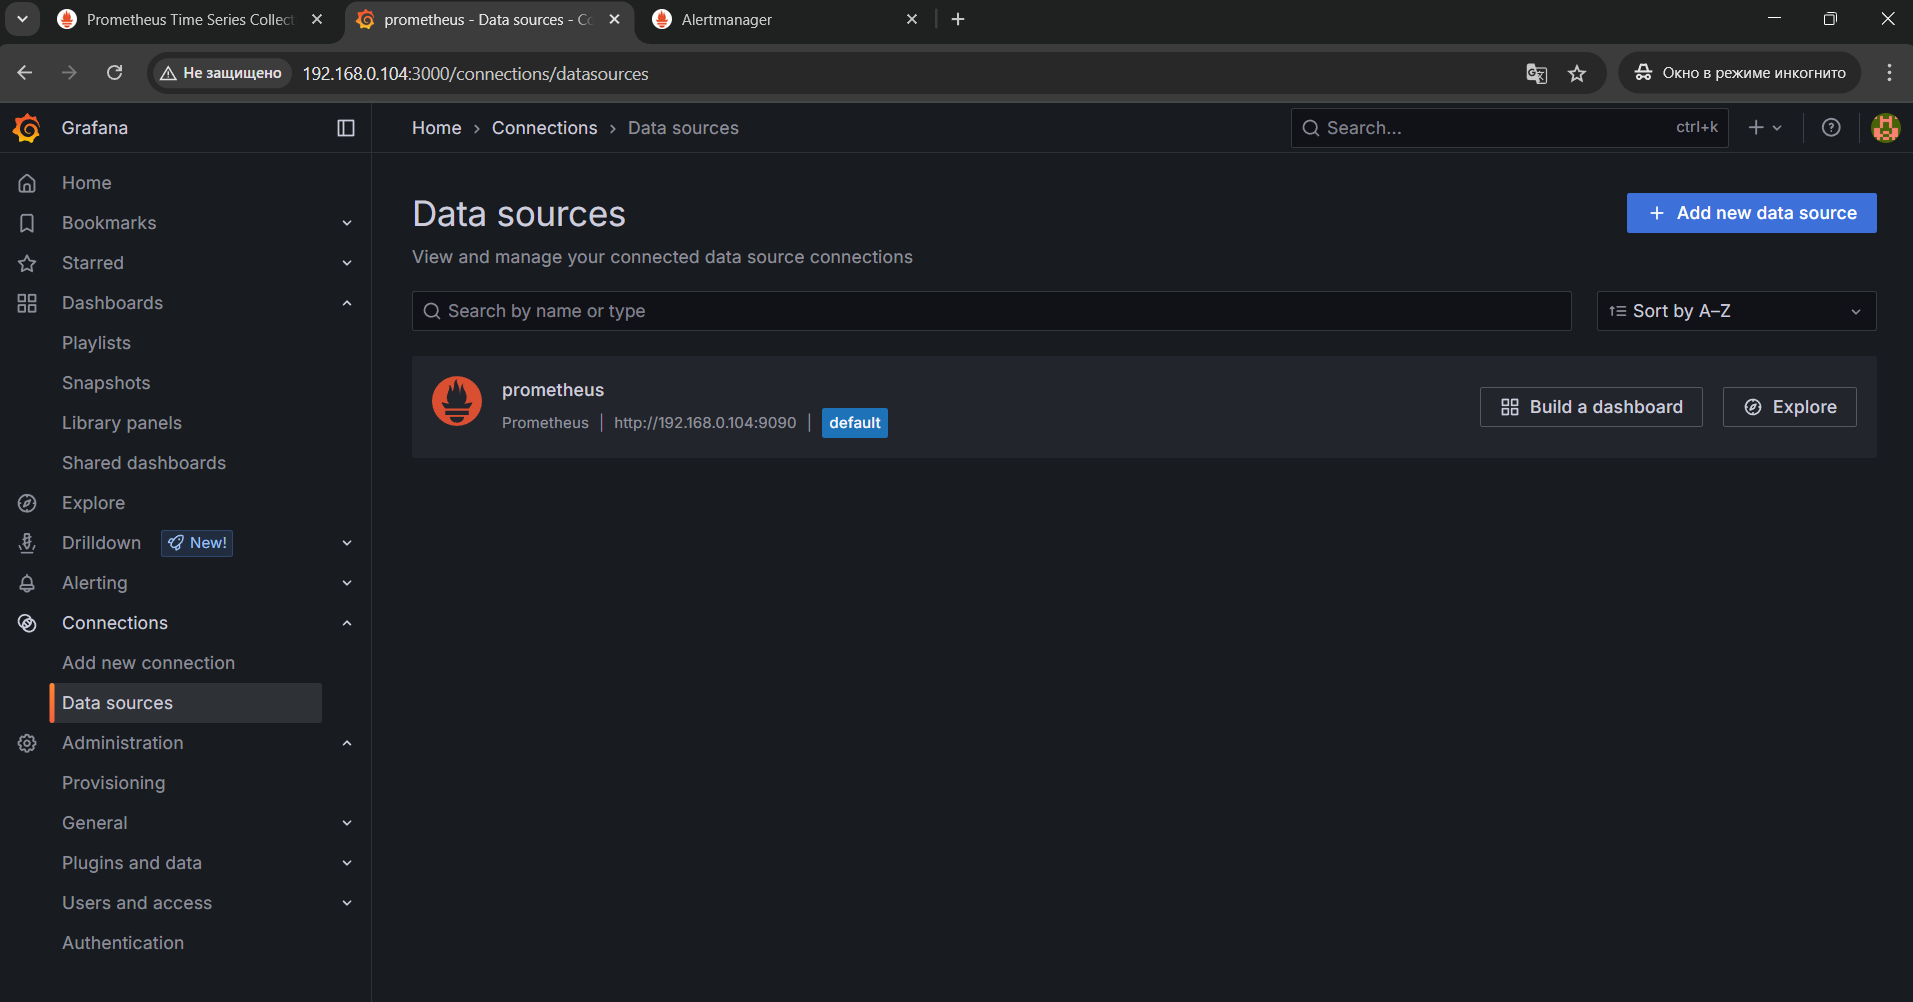 Prometheus Time Series Collect
prometheus - Data sources - Co
Alertmanager
Не защищено
192.168.0.104:3000/connections/datasources
Окно в режиме инкогнито
Grafana
Home › Connections › Data sources
Search...
ctrl+k
Home
Bookmarks
Starred
Dashboards
Playlists
Snapshots
Library panels
Shared dashboards
Explore
Drilldown
New!
Alerting
Connections
Add new connection
Data sources
Administration
Provisioning
General
Plugins and data
Users and access
Authentication
Data sources
+ Add new data source
View and manage your connected data source connections
Search by name or type
Sort by A–Z
prometheus
Prometheus | http://192.168.0.104:9090 | default
Build a dashboard
Explore